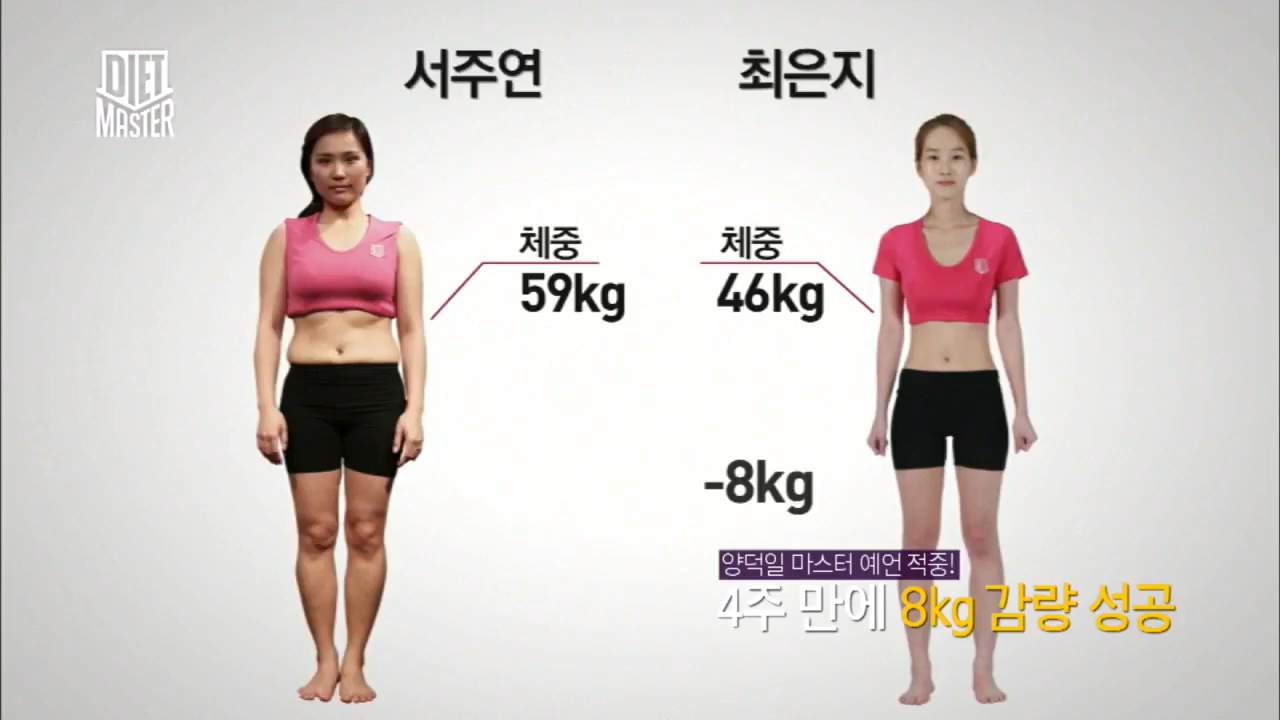 DIET
MASTER
서주연
최은지
체중
59kg
체중
46kg
-8kg
양덕일 마스터 예언 적중!
4주 만에 8kg 감량 성공